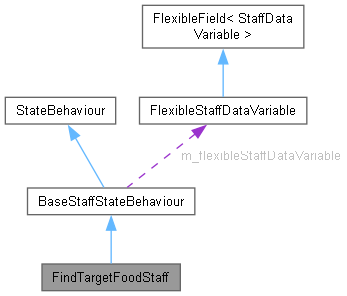 FlexibleField< StaffData
Variable >
StateBehaviour
FlexibleStaffDataVariable
m_flexibleStaffDataVariable
BaseStaffStateBehaviour
FindTargetFoodStaff